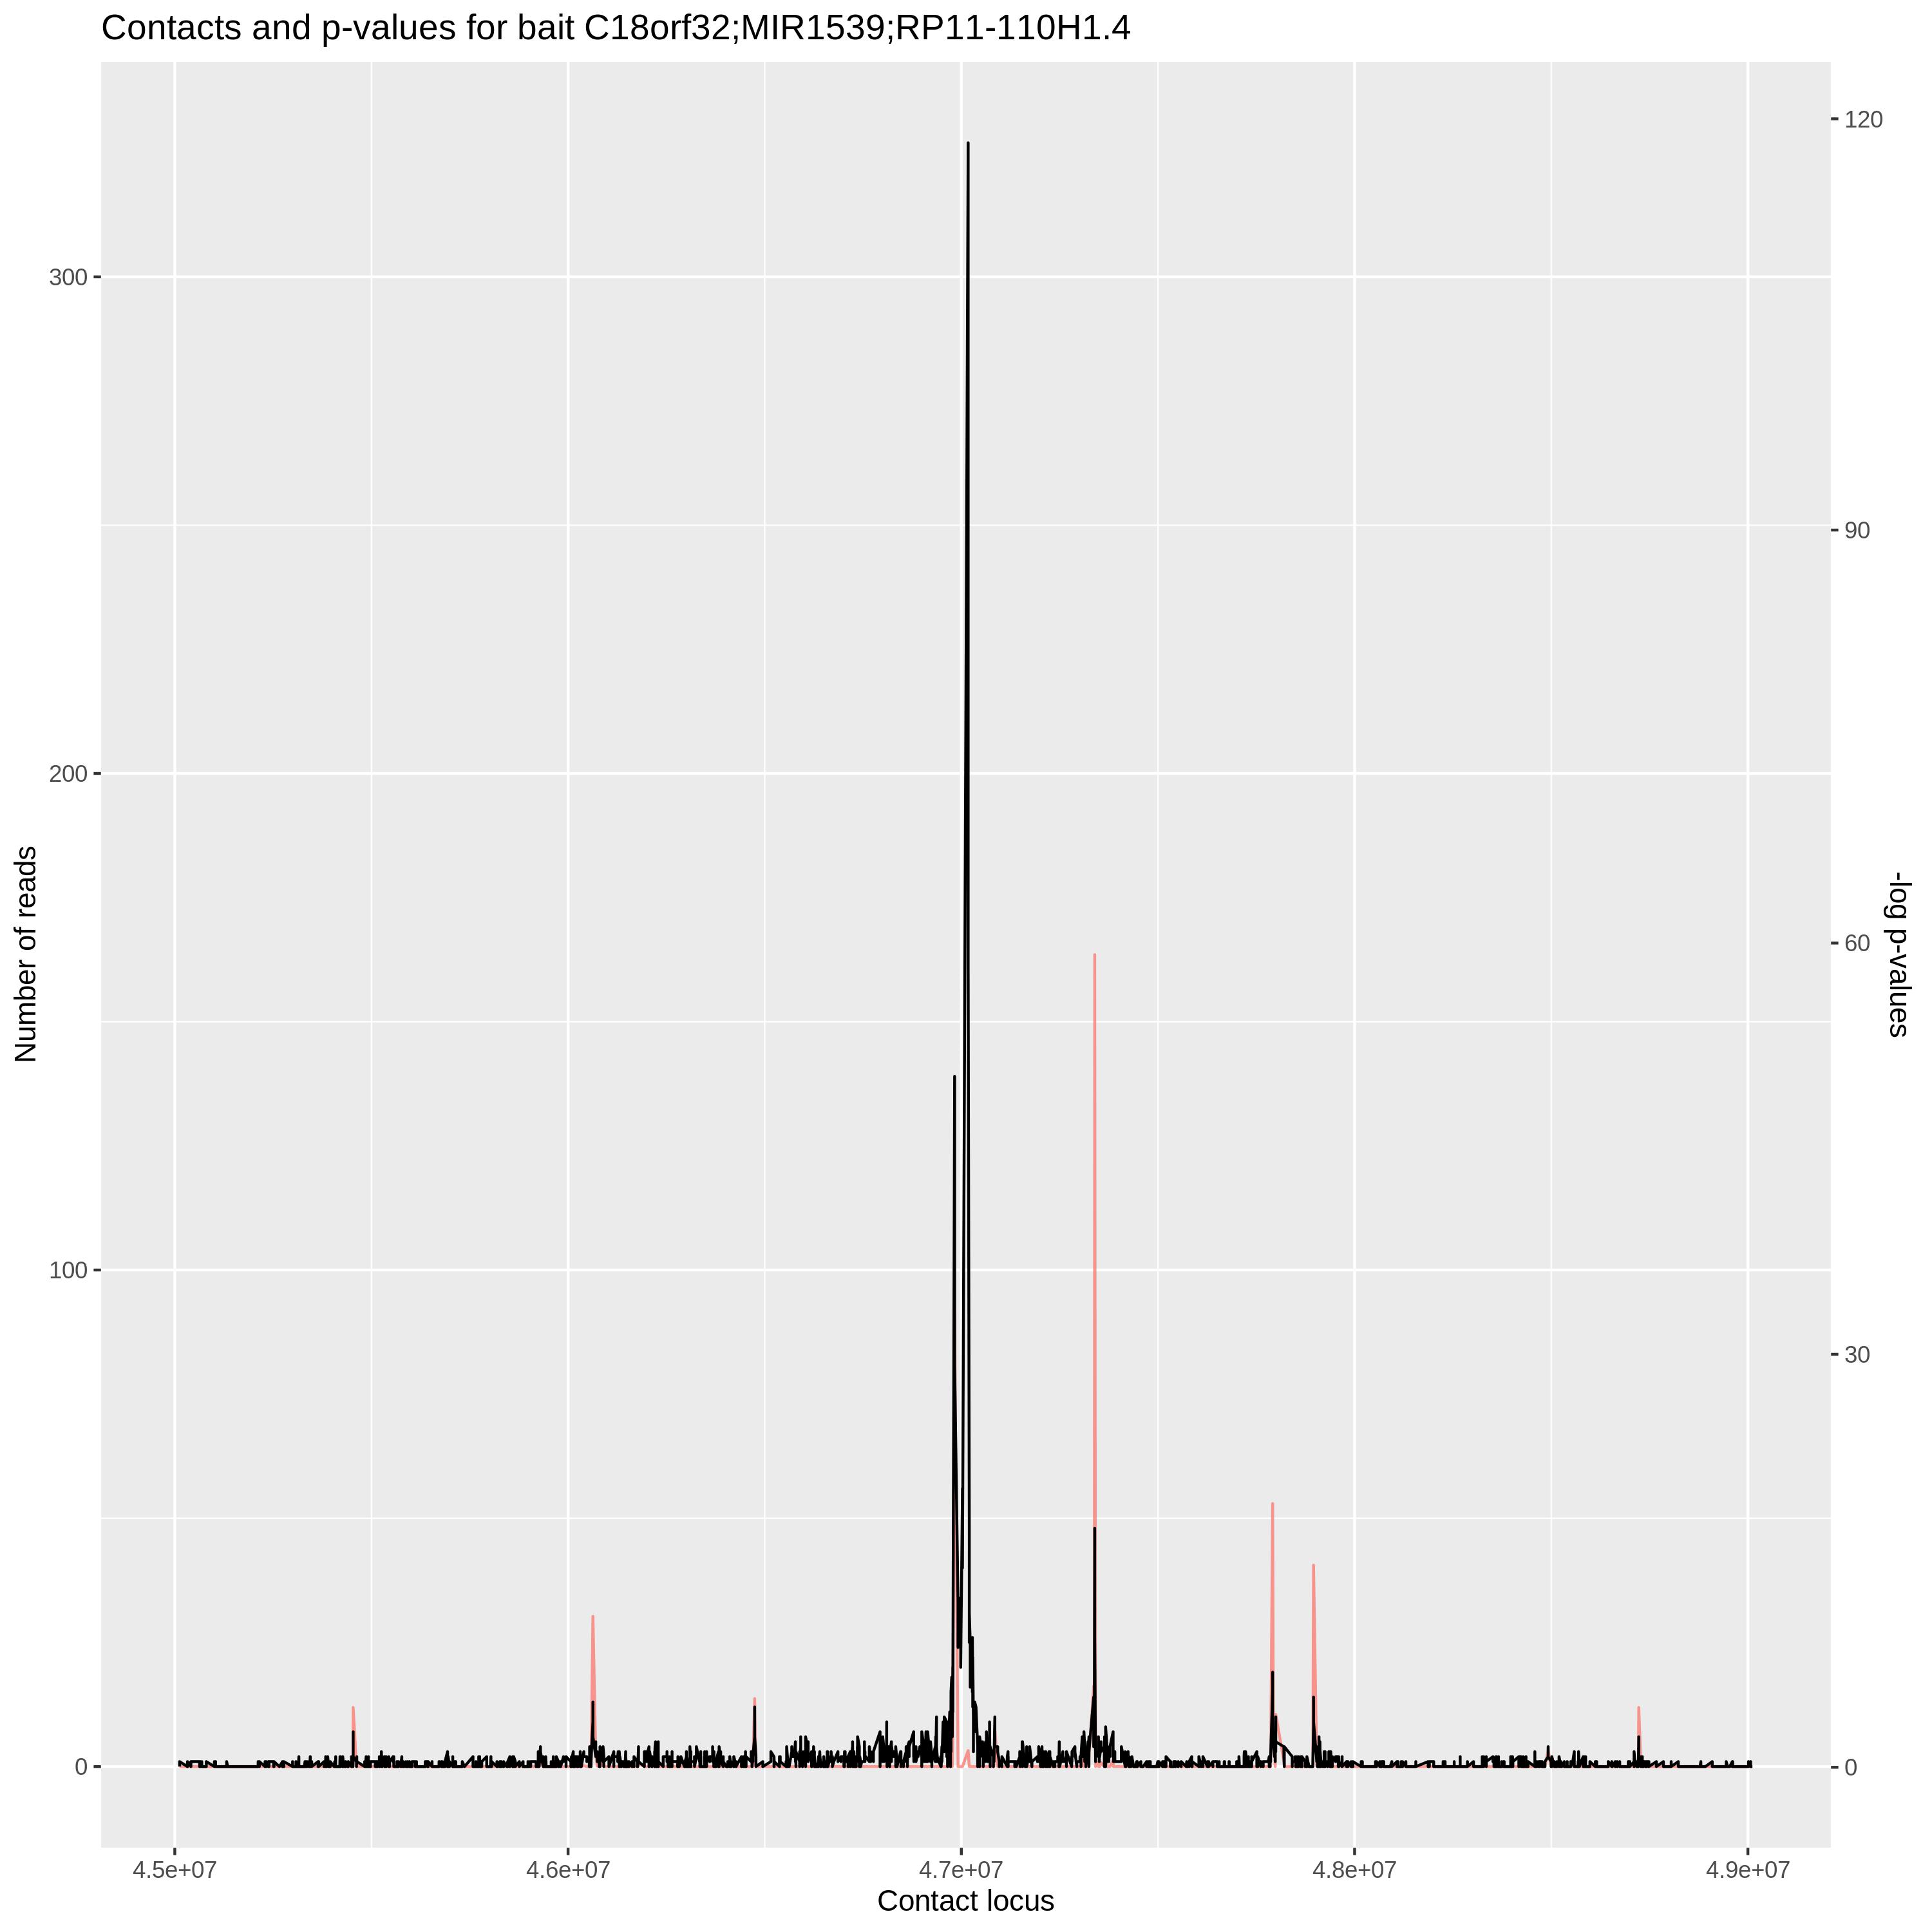 Contacts and p-values for bait C18orf32;MIR1539;RP11-110H1.4
120
300
90
200
Number of reads
-log p-values
60
100
30
0
0
4.5e+07
4.6e+07
4.7e+07
4.8e+07
4.9e+07
Contact locus